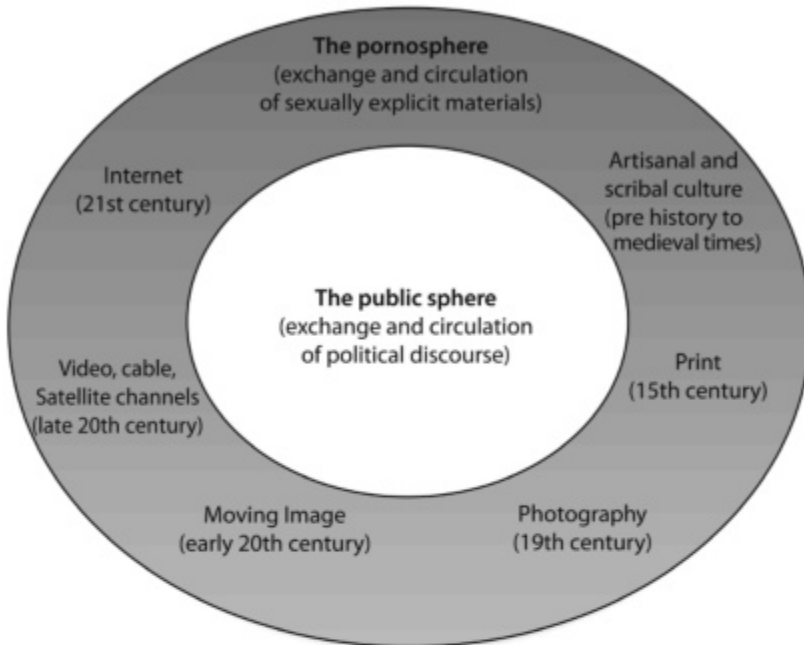 The pornosphere
(exchange and circulation
of sexually explicit materials)
Artisanal and
scribal culture
(pre history to
medieval times)
Print
(15th century)
Photography
(19th century)
Moving Image
(early 20th century)
Video, cable,
Satellite channels
(late 20th century)
Internet
(21st century)
The public sphere
(exchange and circulation
of political discourse)